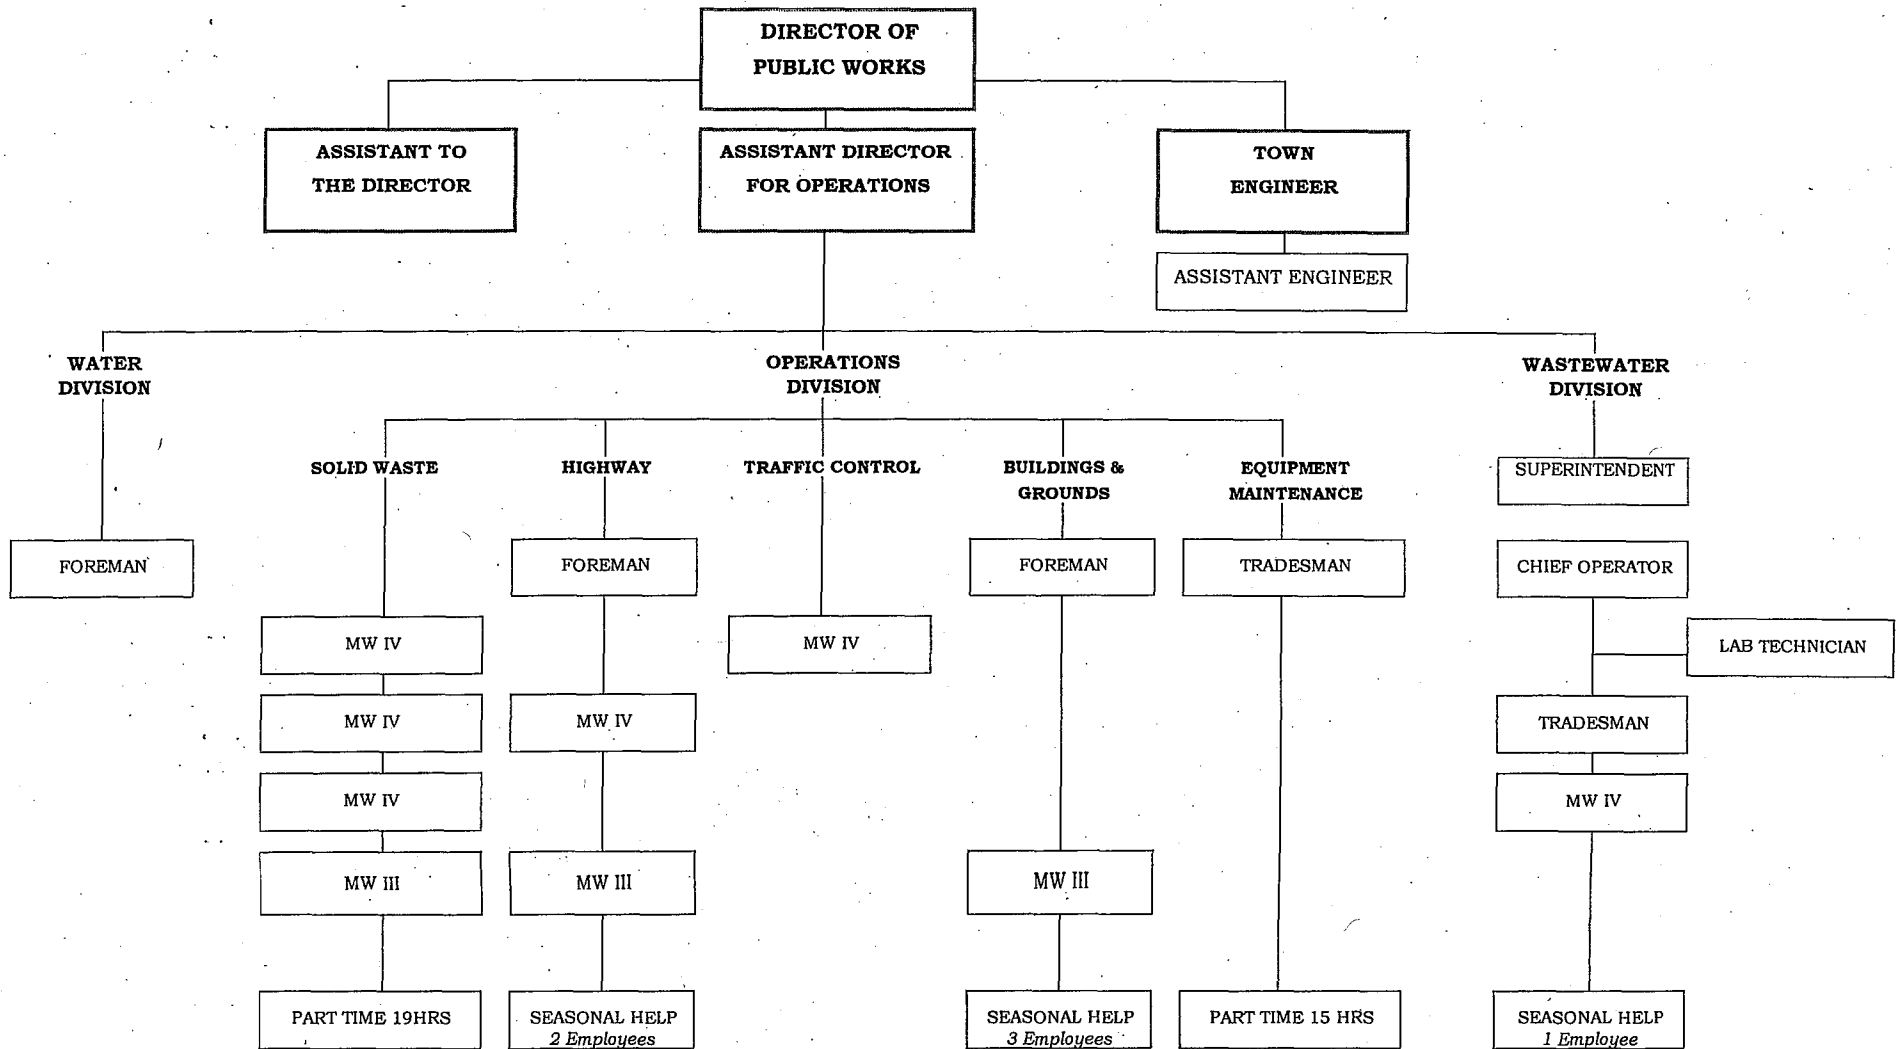 DIRECTOR OF
PUBLIC WORKS
ASSISTANT TO
THE DIRECTOR
ASSISTANT DIRECTOR
FOR OPERATIONS
TOWN
ENGINEER
ASSISTANT ENGINEER
WATER
DIVISION
OPERATIONS
DIVISION
WASTEWATER
DIVISION
SOLID WASTE
HIGHWAY
TRAFFIC CONTROL
BUILDINGS &
GROUNDS
EQUIPMENT
MAINTENANCE
SUPERINTENDENT
FOREMAN
FOREMAN
FOREMAN
TRADESMAN
CHIEF OPERATOR
MW IV
MW IV
LAB TECHNICIAN
MW IV
MW IV
TRADESMAN
MW IV
MW IV
MW III
MW III
MW III
PART TIME 19HRS
SEASONAL HELP
2 Employees
SEASONAL HELP
3 Employees
PART TIME 15 HRS
SEASONAL HELP
1 Employee